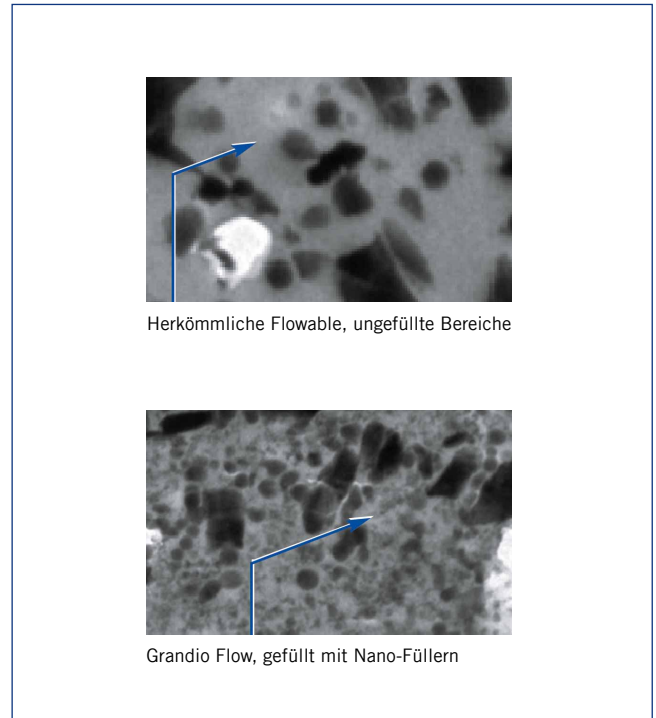 Herkömmliche Flowable, ungefüllte Bereiche
Grandio Flow, gefüllt mit Nano-Füllern